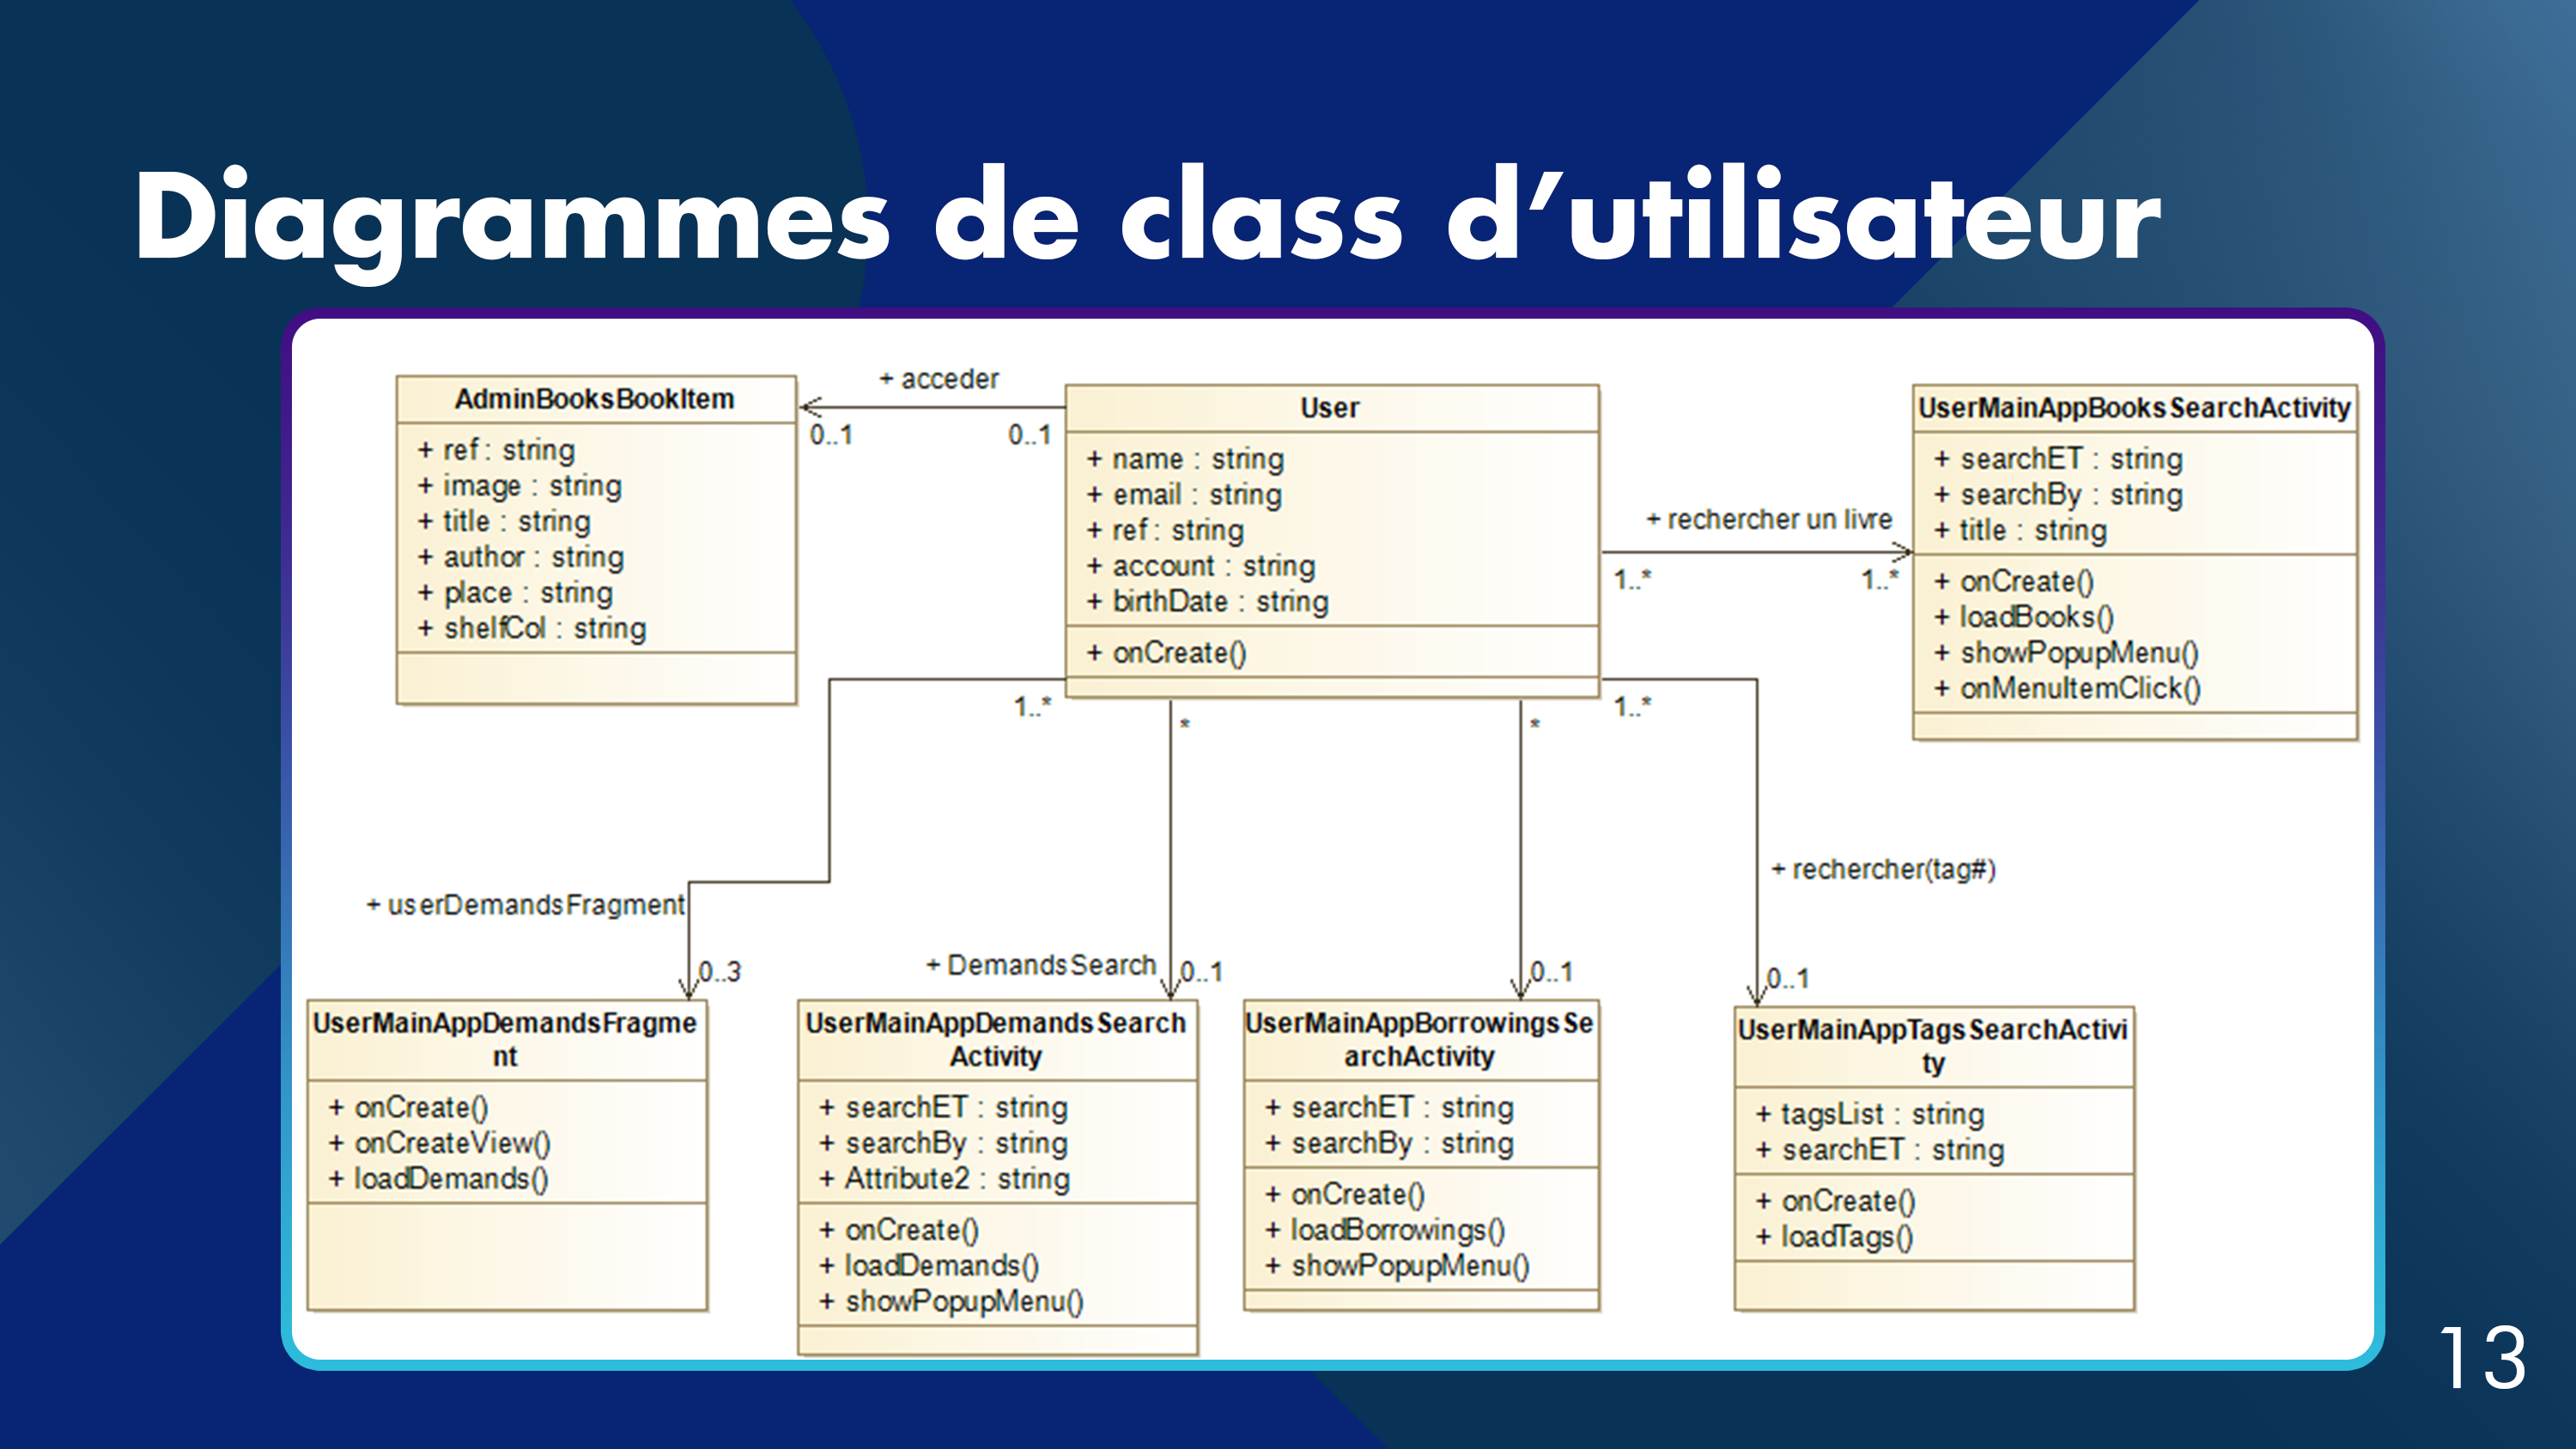 Diagrammes de class d’utilisateur
AdminBooksBookItem
+ ref : string
+ image : string
+ title : string
+ author : string
+ place : string
+ shelfCol : string
+ acceder
0..1
0..1
User
+ name : string
+ email : string
+ ref : string
+ account : string
+ birthDate : string
+ onCreate()
+ rechercher un livre
1..*
1..*
UserMainAppBooksSearchActivity
+ searchET : string
+ searchBy : string
+ title : string
+ onCreate()
+ loadBooks()
+ showPopupMenu()
+ onMenuItemClick()
1..*
*
*
1..*
+ userDemandsFragment
0..3
+ DemandsSearch
0..1
0..1
+ rechercher(tag#)
0..1
UserMainAppDemandsFragme
nt
+ onCreate()
+ onCreateView()
+ loadDemands()
UserMainAppDemandsSearch
Activity
+ searchET : string
+ searchBy : string
+ Attribute2 : string
+ onCreate()
+ loadDemands()
+ showPopupMenu()
UserMainAppBorrowingsSe
archActivity
+ searchET : string
+ searchBy : string
+ onCreate()
+ loadBorrowings()
+ showPopupMenu()
UserMainAppTagsSearchActivi
ty
+ tagsList : string
+ searchET : string
+ onCreate()
+ loadTags()
13